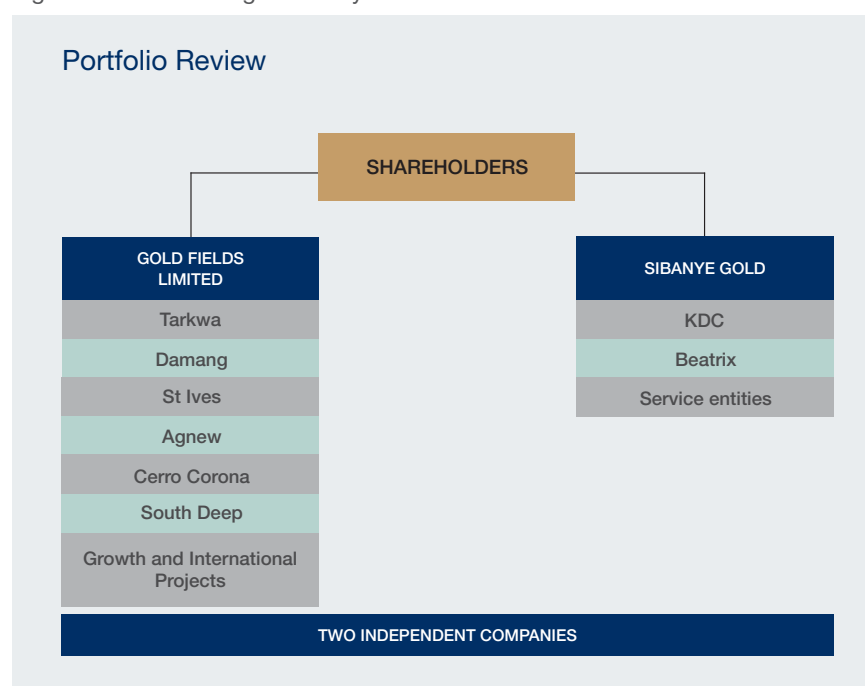 Portfolio Review
SHAREHOLDERS
GOLD FIELDS
LIMITED
Tarkwa
Damang
St Ives
Agnew
Cerro Corona
South Deep
Growth and International
Projects
SIBANYE GOLD
KDC
Beatrix
Service entities
TWO INDEPENDENT COMPANIES